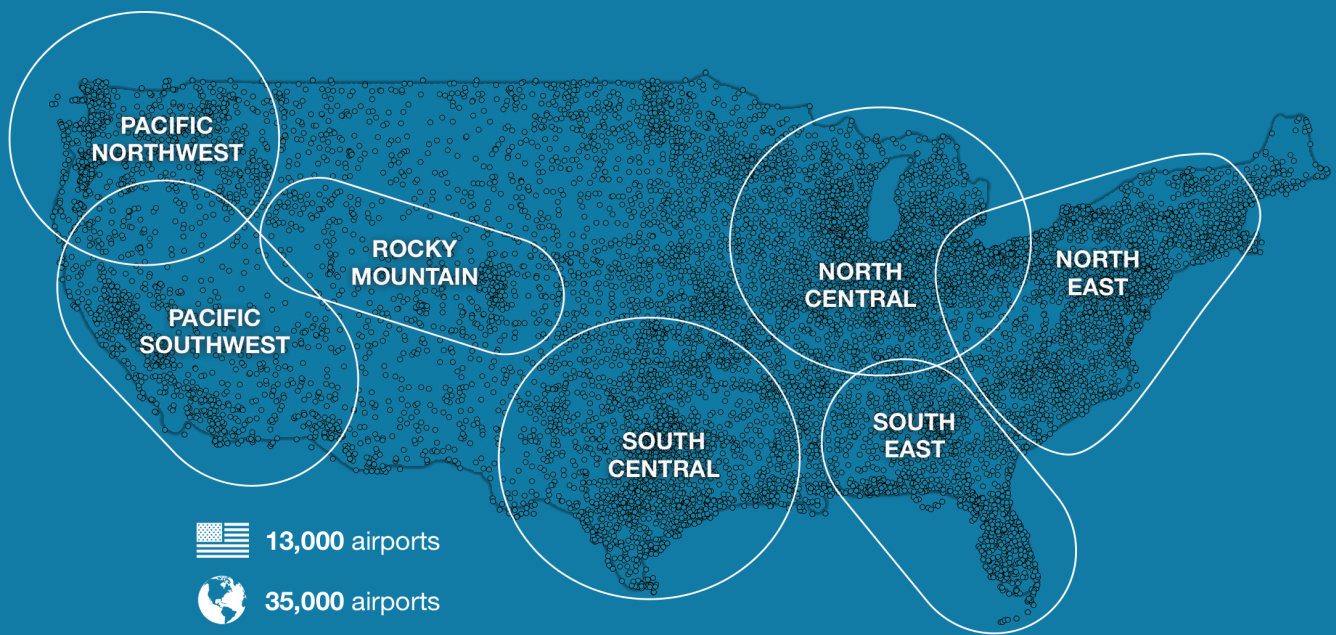 PACIFIC
NORTHWEST
ROCKY
MOUNTAIN
PACIFIC
SOUTHWEST
NORTH
CENTRAL
NORTH
EAST
SOUTH
CENTRAL
SOUTH
EAST
13,000 airports
35,000 airports